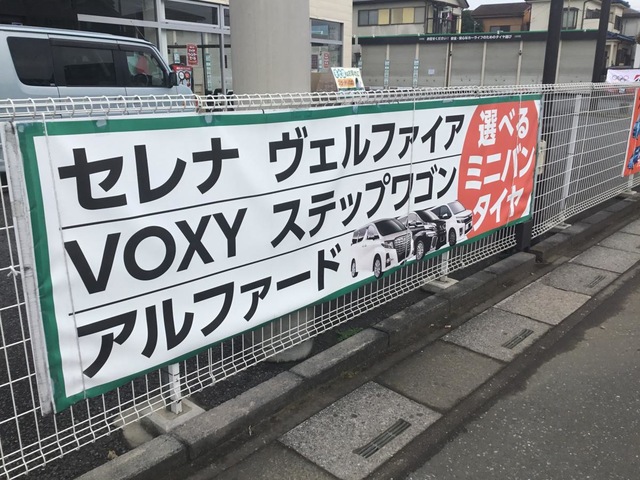 セレナ ヴェルファイア
VOXY ステップワゴン
アルファード
選べる
ミニバン
タイヤ